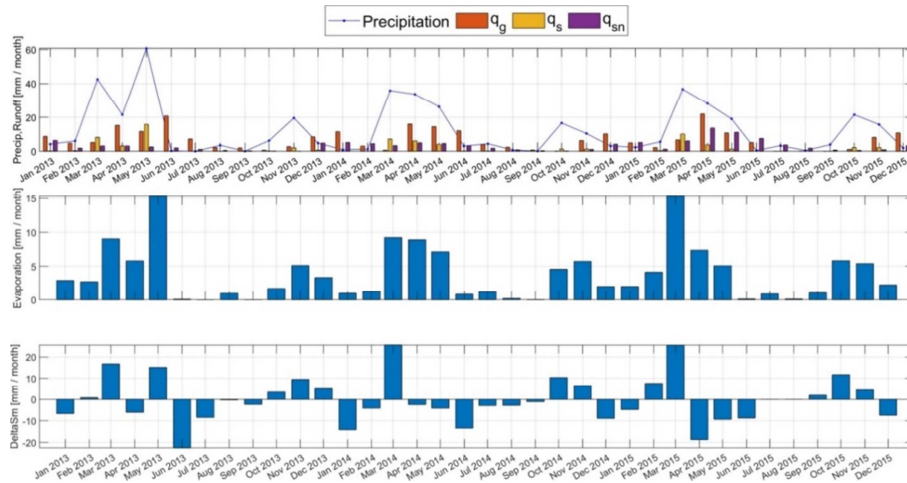 Precipitation q_g q_s q_sn
Precip,Runoff [mm / month]
60
40
20
0
Jan 2013 Feb 2013 Mar 2013 Apr 2013 May 2013 Jun 2013 Jul 2013 Aug 2013 Sep 2013 Oct 2013 Nov 2013 Dec 2013 Jan 2014 Feb 2014 Mar 2014 Apr 2014 May 2014 Jun 2014 Jul 2014 Aug 2014 Sep 2014 Oct 2014 Nov 2014 Dec 2014 Jan 2015 Feb 2015 Mar 2015 Apr 2015 May 2015 Jun 2015 Jul 2015 Aug 2015 Sep 2015 Oct 2015 Nov 2015 Dec 2015
Evaporation [mm / month]
15
10
5
0
DeltaSm [mm / month]
20
10
0
-10
-20
Jan 2013 Feb 2013 Mar 2013 Apr 2013 May 2013 Jun 2013 Jul 2013 Aug 2013 Sep 2013 Oct 2013 Nov 2013 Dec 2013 Jan 2014 Feb 2014 Mar 2014 Apr 2014 May 2014 Jun 2014 Jul 2014 Aug 2014 Sep 2014 Oct 2014 Nov 2014 Dec 2014 Jan 2015 Feb 2015 Mar 2015 Apr 2015 May 2015 Jun 2015 Jul 2015 Aug 2015 Sep 2015 Oct 2015 Nov 2015 Dec 2015